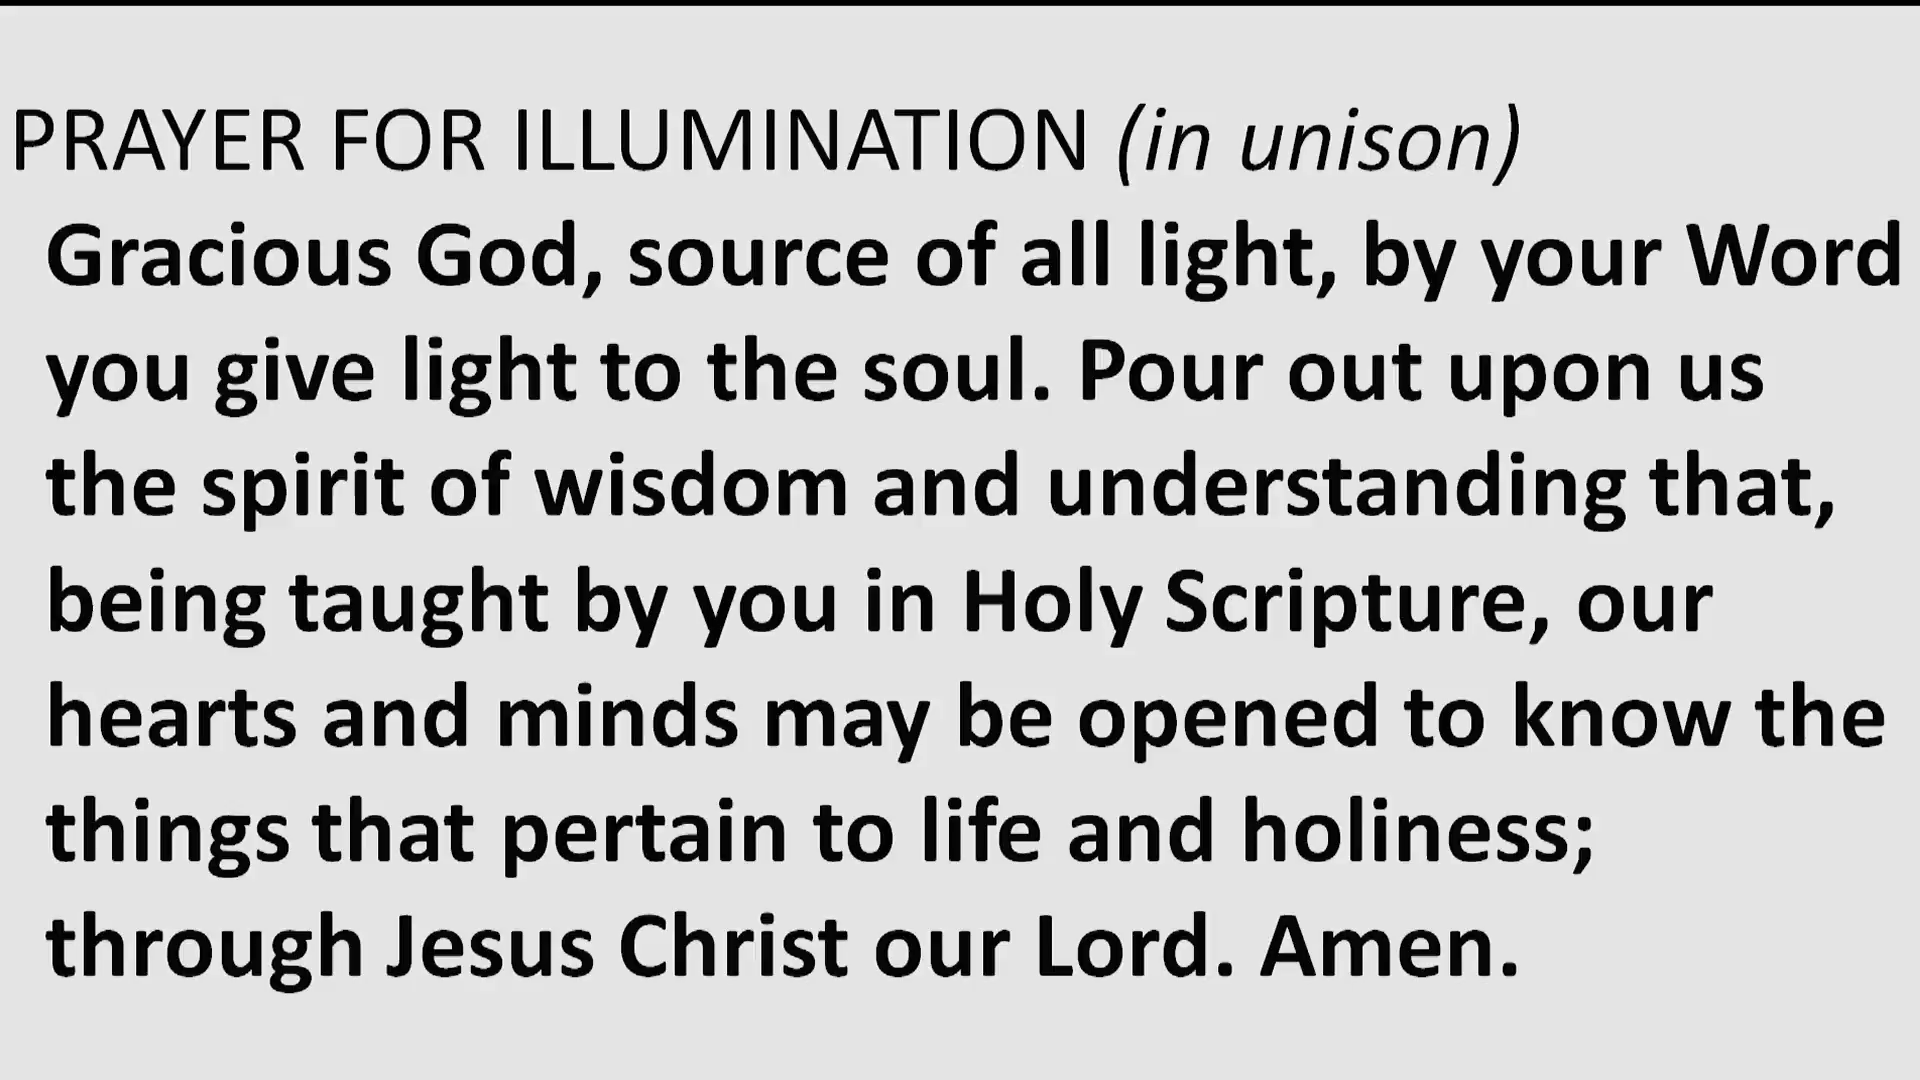 PRAYER FOR ILLUMINATION (in unison)
Gracious God, source of all light, by your Word
you give light to the soul. Pour out upon us
the spirit of wisdom and understanding that,
being taught by you in Holy Scripture, our
hearts and minds may be opened to know the
things that pertain to life and holiness;
through Jesus Christ our Lord. Amen.